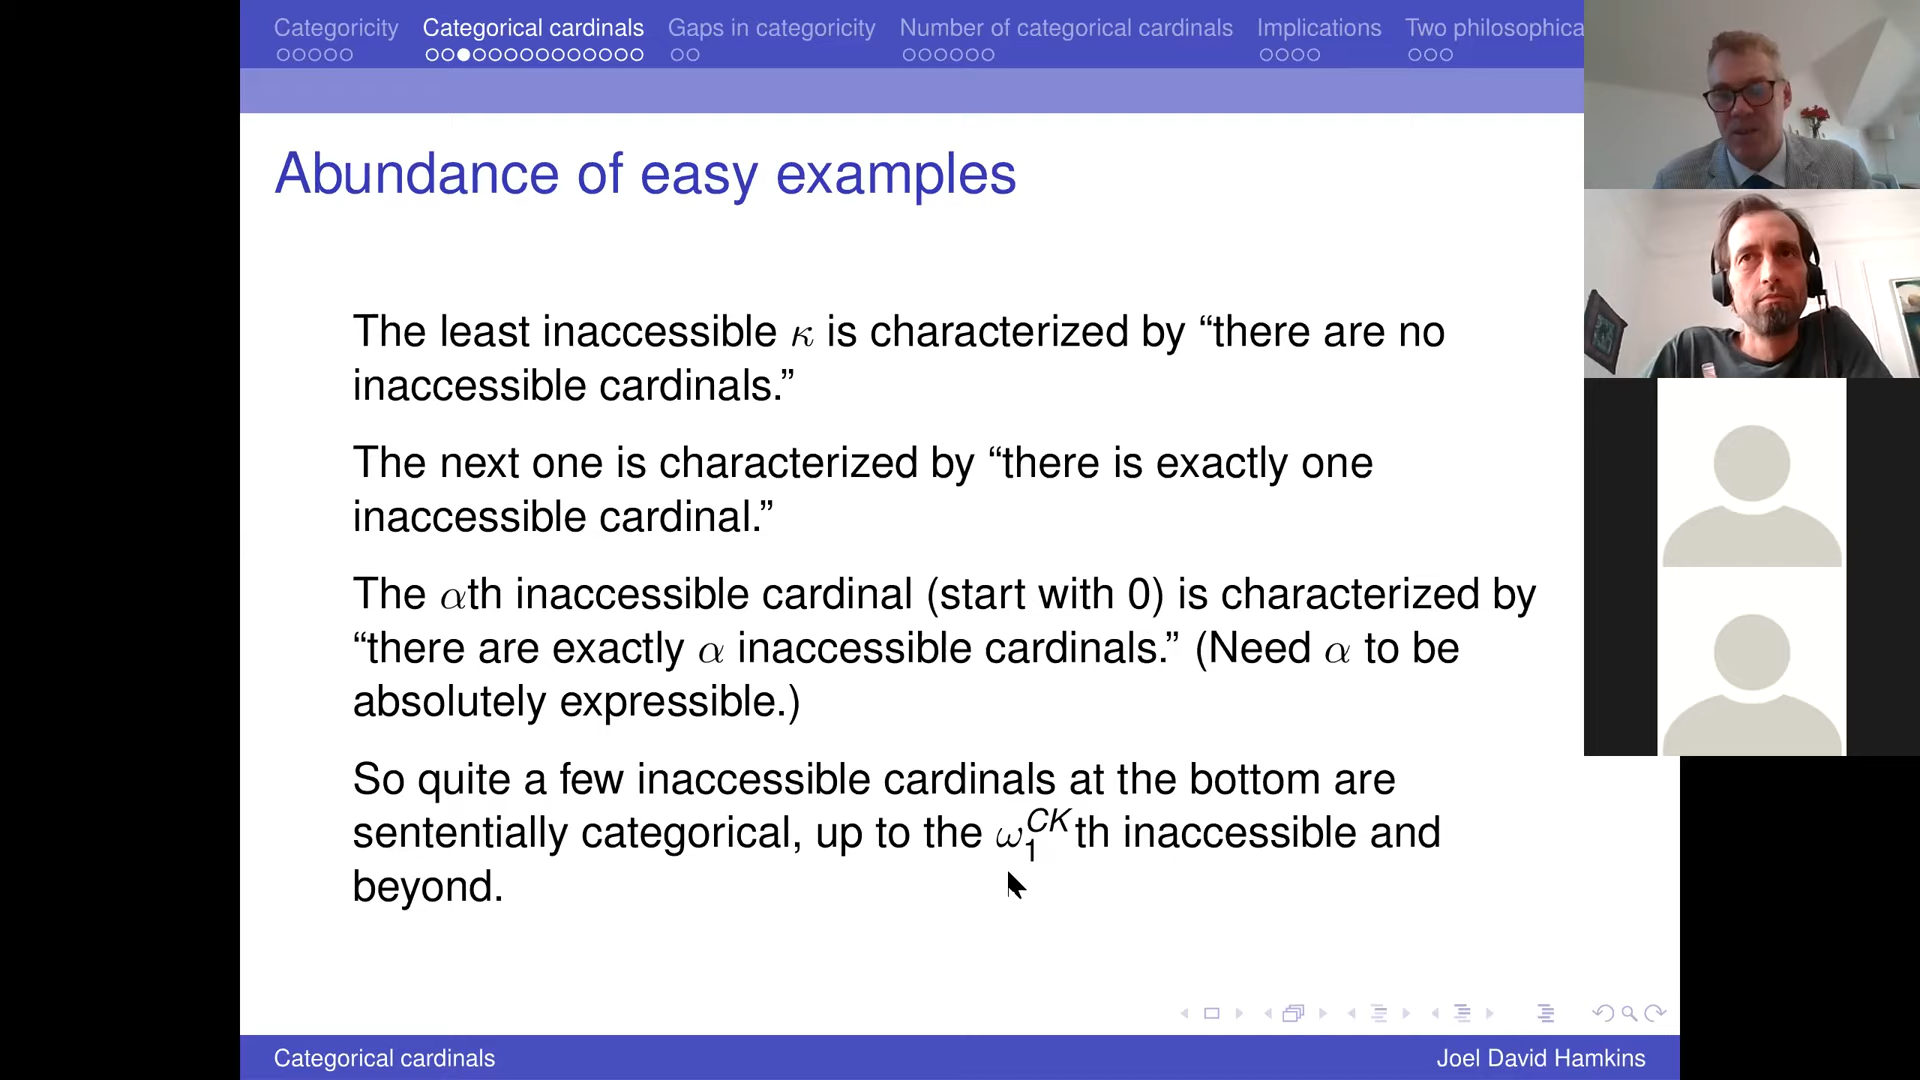 Categoricity Categorical cardinals Gaps in categoricity Number of categorical cardinals Implications Two philosophica
Abundance of easy examples
The least inaccessible κ is characterized by “there are no
inaccessible cardinals.”
The next one is characterized by “there is exactly one
inaccessible cardinal.”
The αth inaccessible cardinal (start with 0) is characterized by
“there are exactly α inaccessible cardinals.” (Need α to be
absolutely expressible.)
So quite a few inaccessible cardinals at the bottom are
sententially categorical, up to the ω₁ᶜᴷth inaccessible and
beyond.
Categorical cardinals Joel David Hamkins